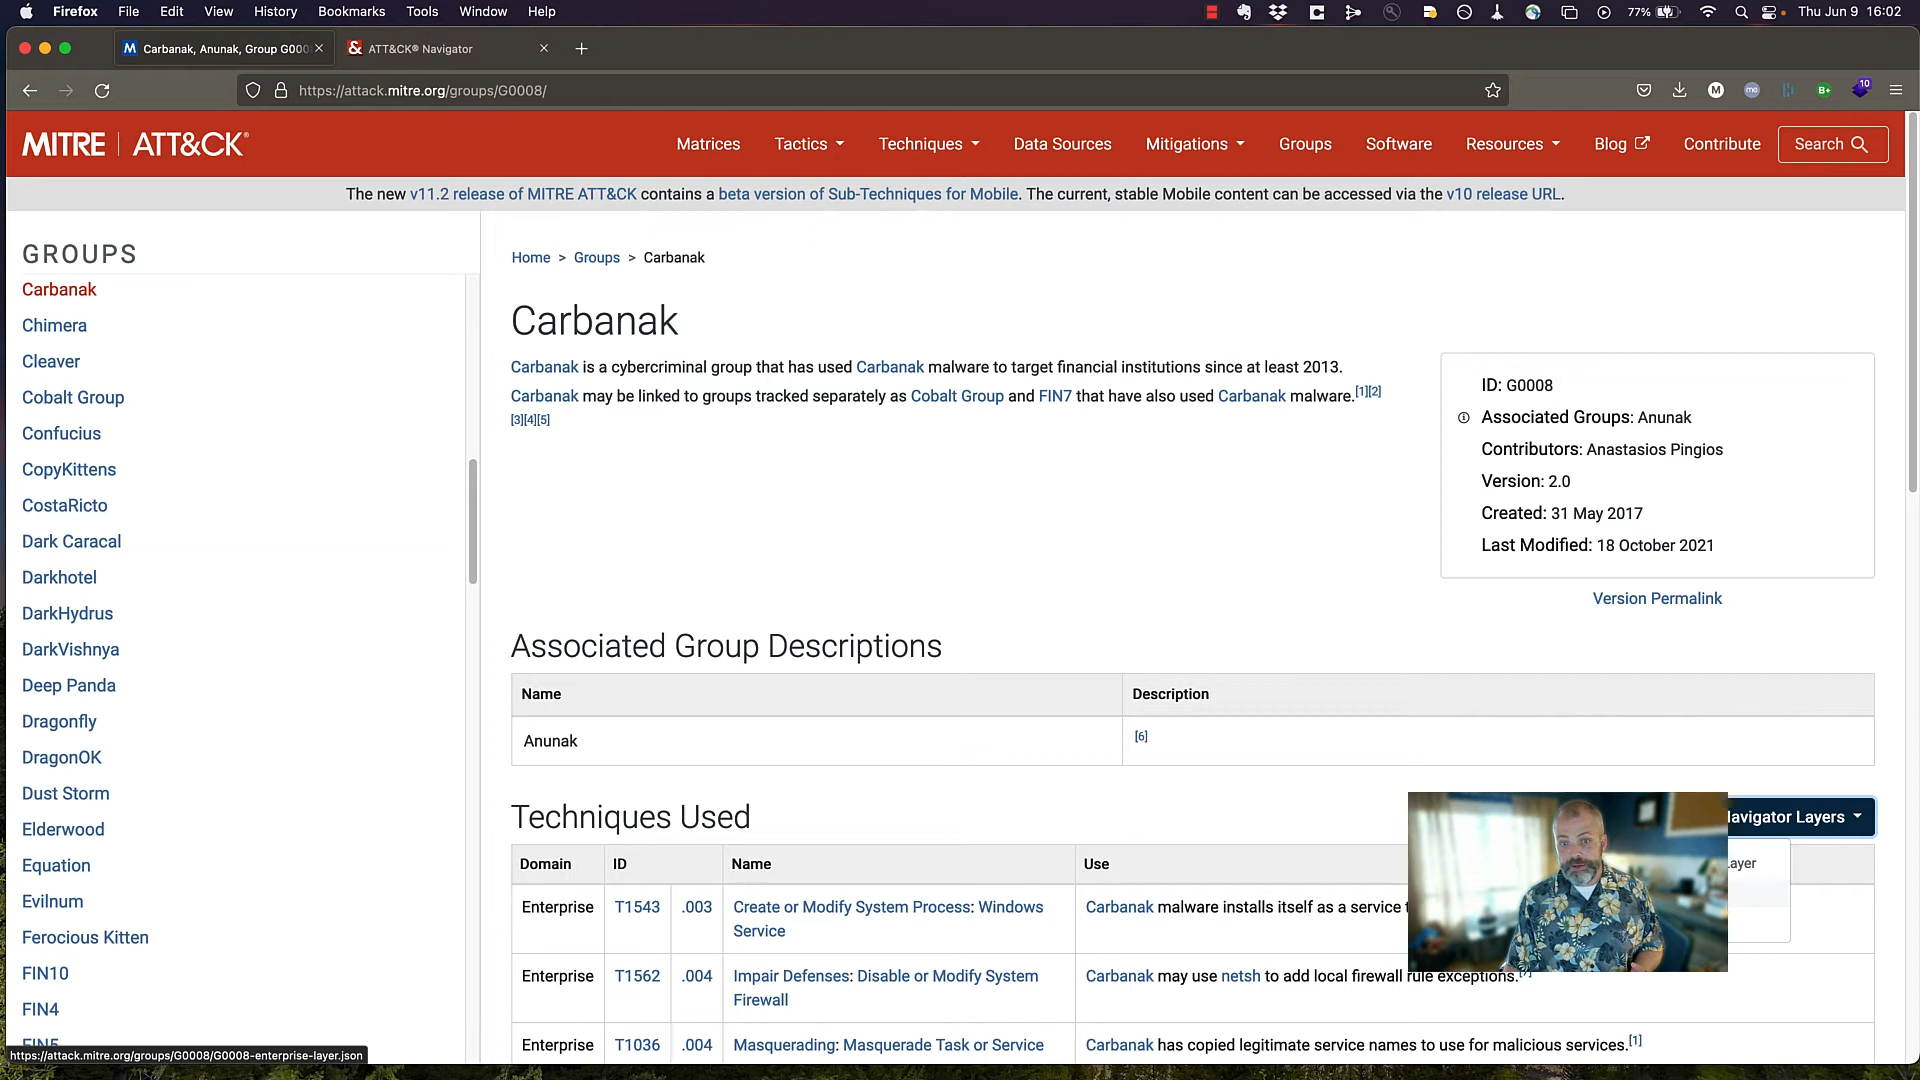 Firefox File Edit View History Bookmarks Tools Window Help 77% Thu Jun 9 16:02
M Carbanak, Anunak, Group G000 & ATT&CK® Navigator
https://attack.mitre.org/groups/G0008/ M me B+ 10
MITRE | ATT&CK® Matrices Tactics Techniques Data Sources Mitigations Groups Software Resources Blog Contribute Search
The new v11.2 release of MITRE ATT&CK contains a beta version of Sub-Techniques for Mobile. The current, stable Mobile content can be accessed via the v10 release URL.
GROUPS
Carbanak
Chimera
Cleaver
Cobalt Group
Confucius
CopyKittens
CostaRicto
Dark Caracal
Darkhotel
DarkHydrus
DarkVishnya
Deep Panda
Dragonfly
DragonOK
Dust Storm
Elderwood
Equation
Evilnum
Ferocious Kitten
FIN10
FIN4
FIN5
https://attack.mitre.org/groups/G0008/G0008-enterprise-layer.json
Home > Groups > Carbanak
Carbanak
Carbanak is a cybercriminal group that has used Carbanak malware to target financial institutions since at least 2013.
Carbanak may be linked to groups tracked separately as Cobalt Group and FIN7 that have also used Carbanak malware.[1][2]
[3][4][5]
ID: G0008
Associated Groups: Anunak
Contributors: Anastasios Pingios
Version: 2.0
Created: 31 May 2017
Last Modified: 18 October 2021
Version Permalink
Associated Group Descriptions
Name Description
Anunak [6]
Techniques Used
Navigator Layers
ayer
Domain ID Name Use
Enterprise T1543 .003 Create or Modify System Process: Windows Service Carbanak malware installs itself as a service
Enterprise T1562 .004 Impair Defenses: Disable or Modify System Firewall Carbanak may use netsh to add local firewall rule exceptions.
Enterprise T1036 .004 Masquerading: Masquerade Task or Service Carbanak has copied legitimate service names to use for malicious services.[1]